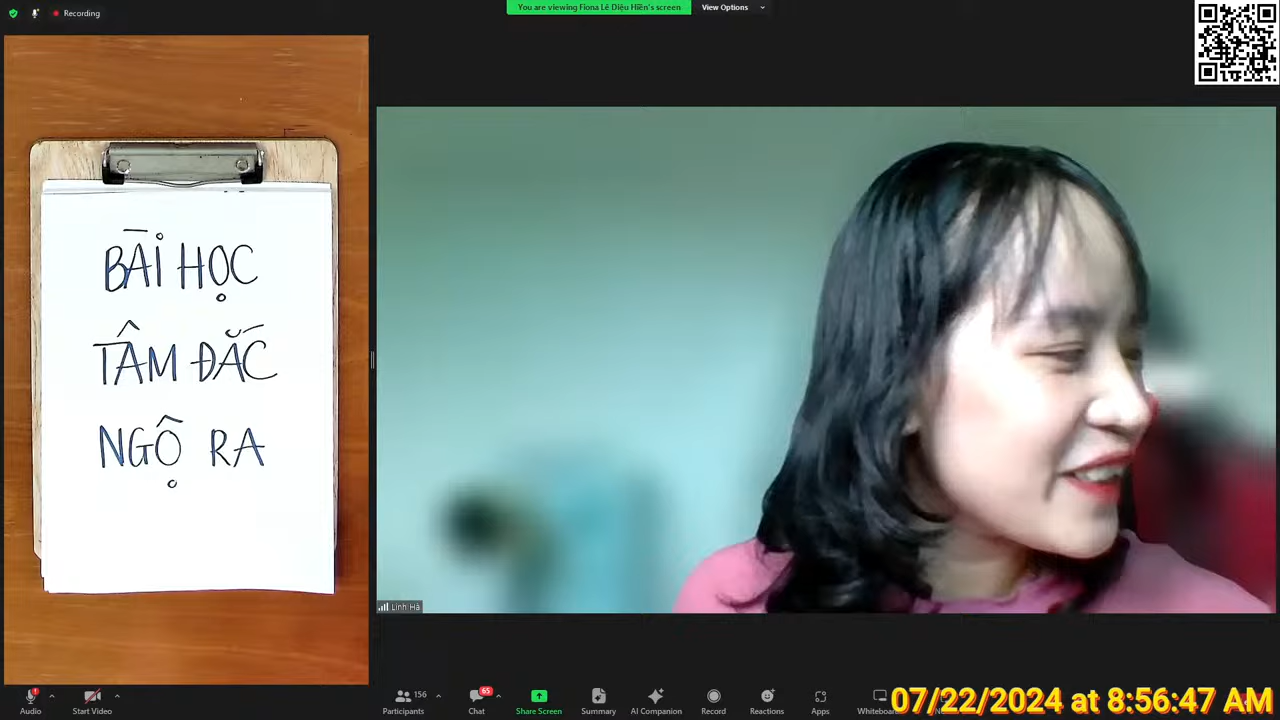 Recording
You are viewing Fiona Lê Diệu Hiền's screen
View Options
BÀI HỌC
TÂM ĐẮC
NGỘ RA
Linh Hà
Audio
Start Video
Participants
156
Chat
65
Share Screen
Summary
AI Companion
Record
Reactions
Apps
Whiteboards
07/22/2024 at 8:56:47 AM